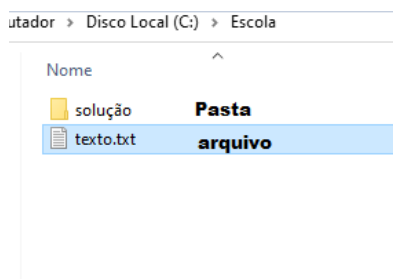 utador > Disco Local (C:) > Escola
Nome
solução Pasta
texto.txt arquivo